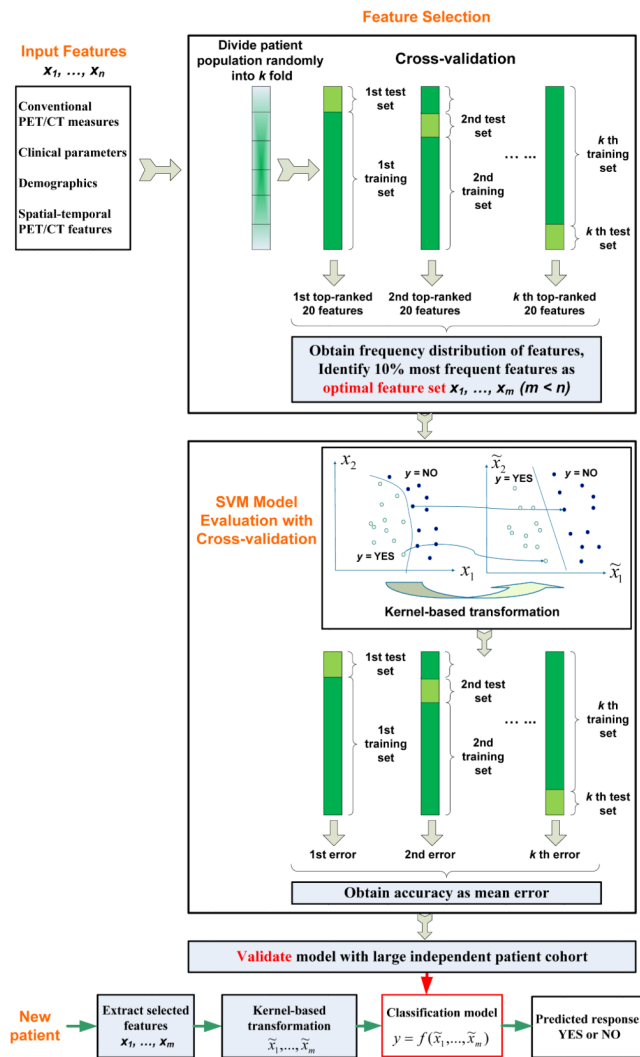 Feature Selection
Input Features
x1, ..., xn
Conventional
PET/CT measures
Clinical parameters
Demographics
Spatial-temporal
PET/CT features
Divide patient
population randomly
into k fold
Cross-validation
1st test
set
1st
training
set
2nd test
set
2nd
training
set
... ...
k th
training
set
k th test
set
1st top-ranked
20 features
2nd top-ranked
20 features
k th top-ranked
20 features
Obtain frequency distribution of features,
Identify 10% most frequent features as
optimal feature set x1, ..., xm (m < n)
SVM Model
Evaluation with
Cross-validation
x2
y = NO
y = YES
x1
x̃2
y = NO
y = YES
x̃1
Kernel-based transformation
1st test
set
1st
training
set
2nd test
set
2nd
training
set
... ...
k th
training
set
k th test
set
1st error
2nd error
k th error
Obtain accuracy as mean error
Validate model with large independent patient cohort
New
patient
Extract selected
features
x1, ..., xm
Kernel-based
transformation
x̃1,..., x̃m
Classification model
y = f(x̃1,..., x̃m)
Predicted response
YES or NO